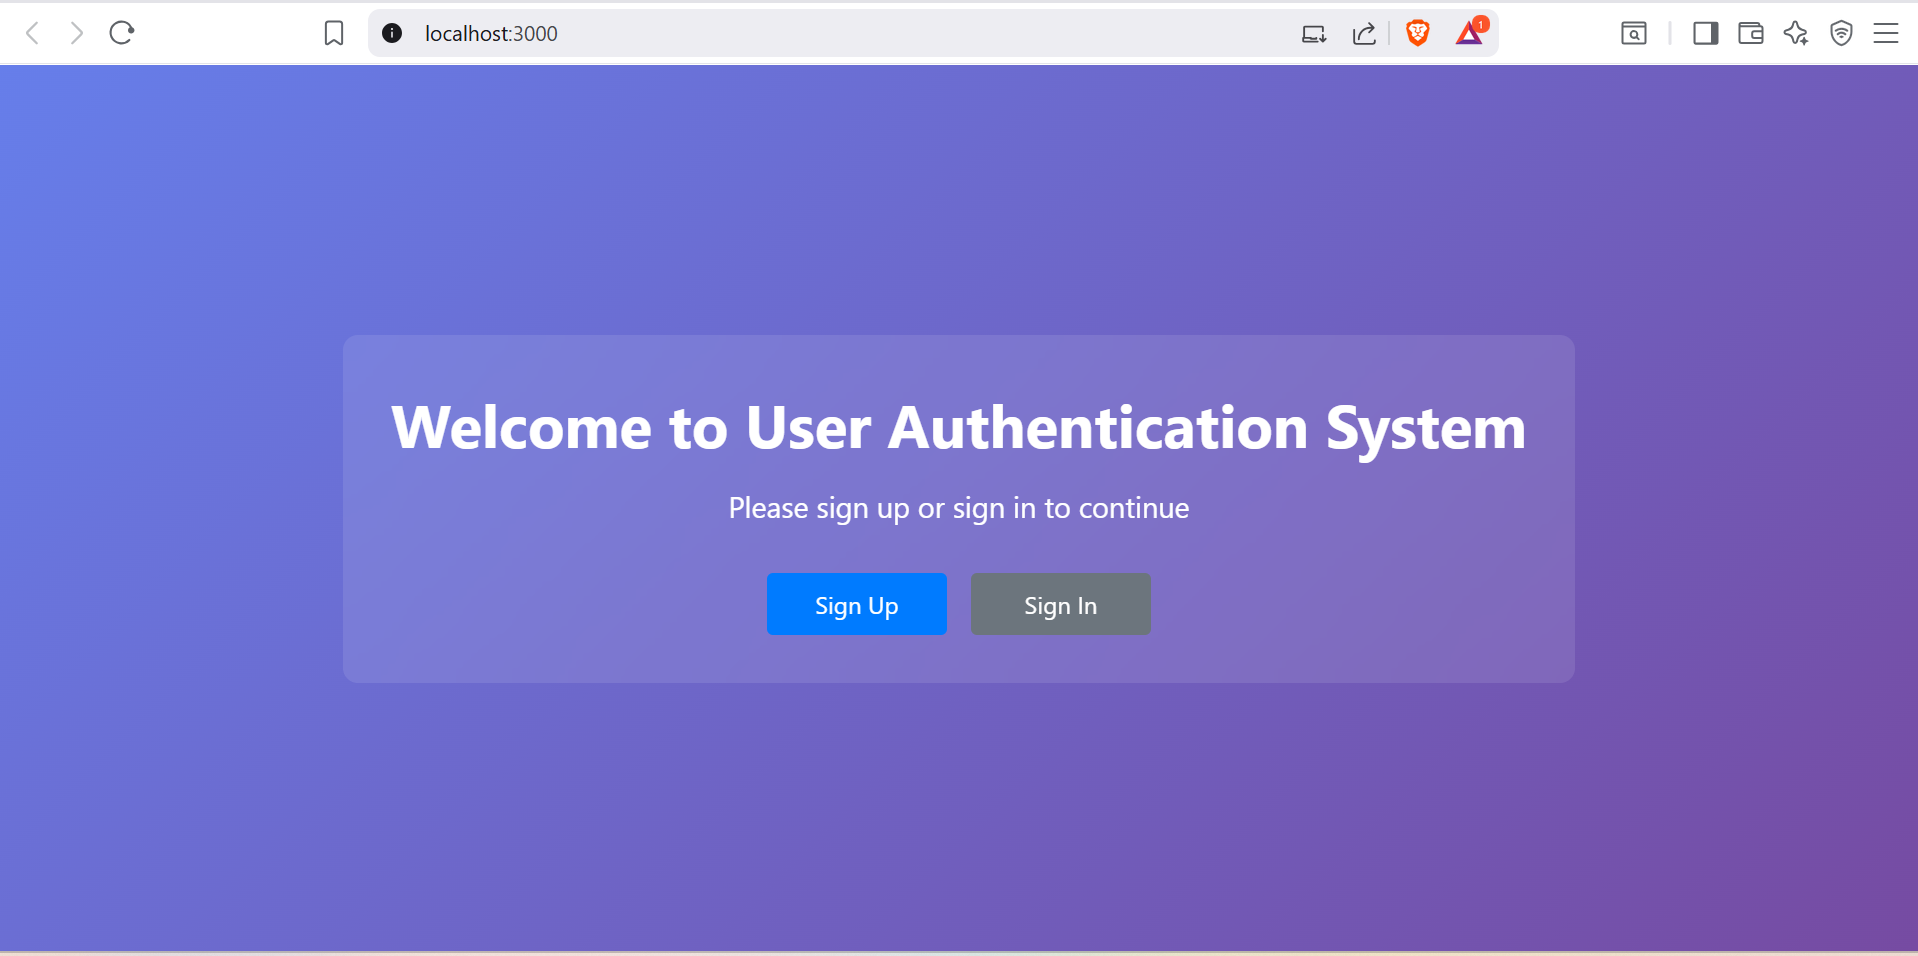 localhost:3000
1
Welcome to User Authentication System
Please sign up or sign in to continue
Sign Up
Sign In